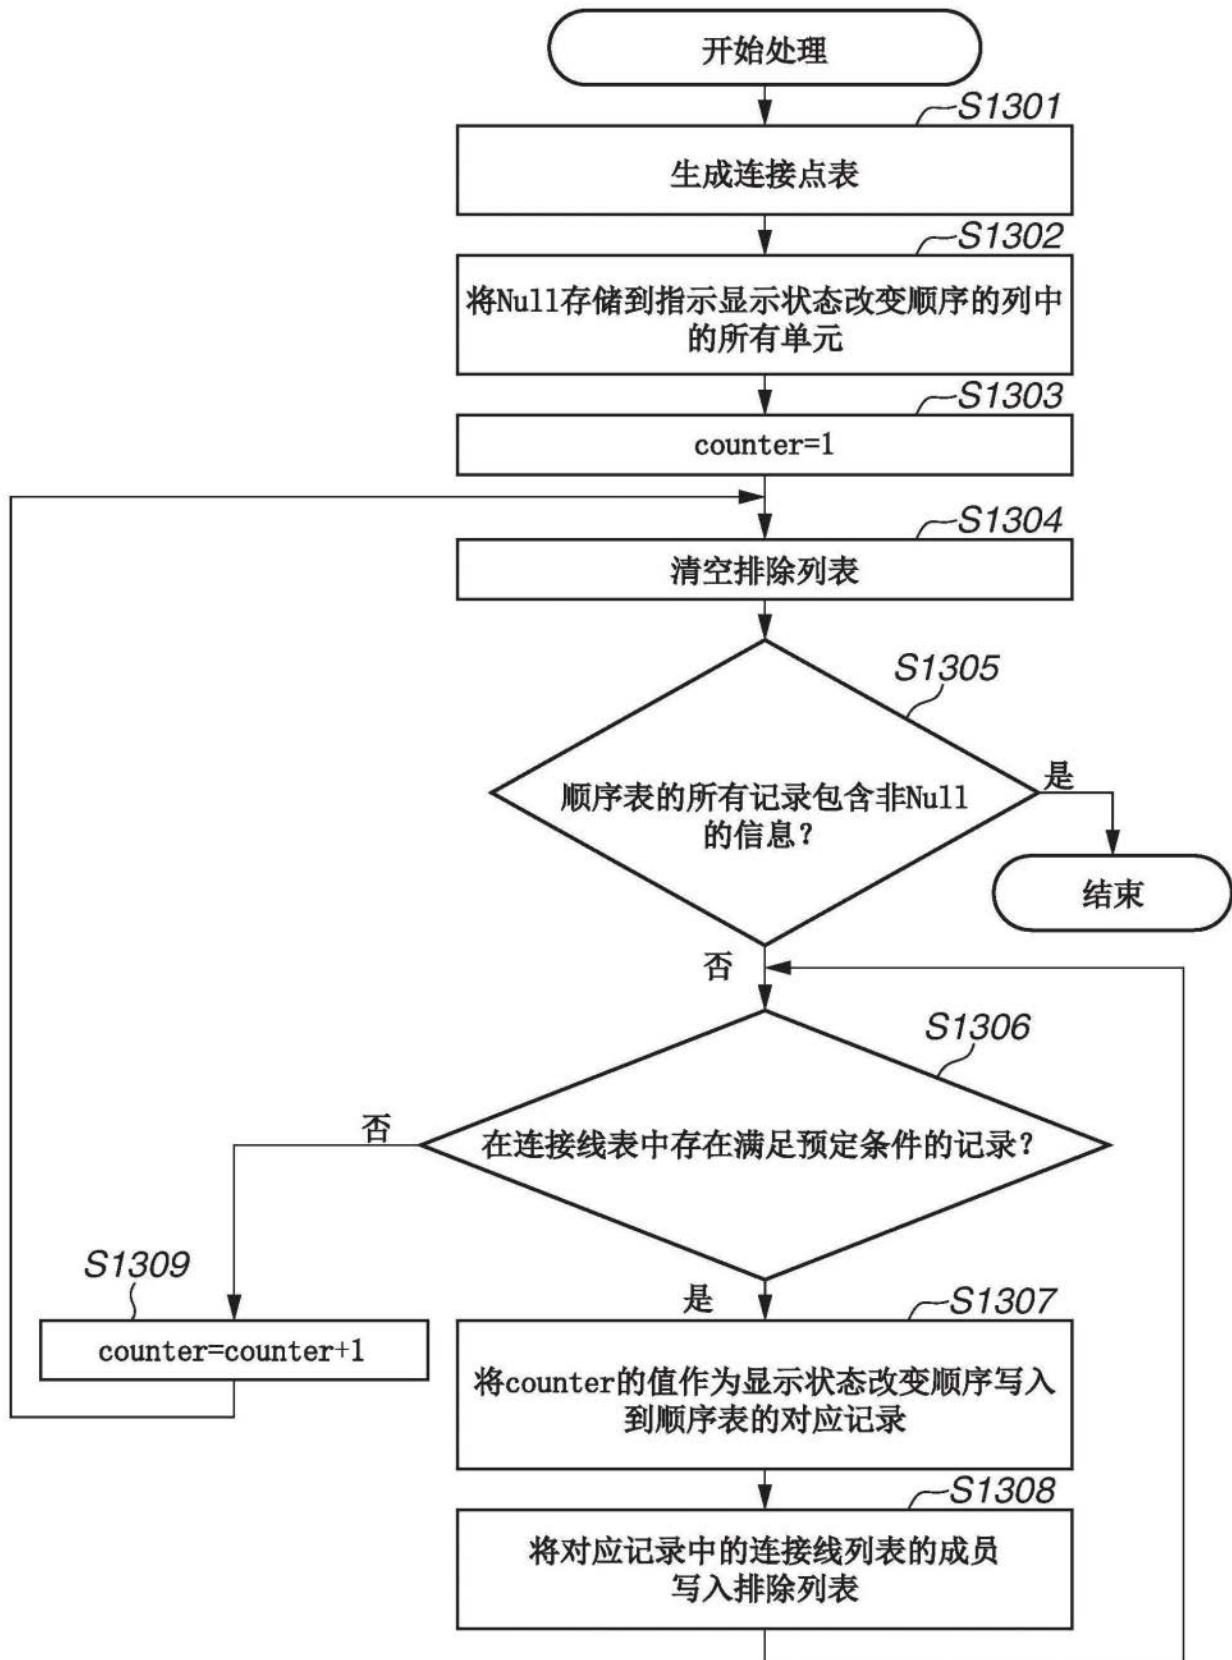 开始处理
S1301
生成连接点表
S1302
将Null存储到指示显示状态改变顺序的列中
的所有单元
S1303
counter=1
S1304
清空排除列表
S1305
顺序表的所有记录包含非Null
的信息?
是
结束
否
S1306
在连接线表中存在满足预定条件的记录?
否
是
S1309
counter=counter+1
S1307
将counter的值作为显示状态改变顺序写入
到顺序表的对应记录
S1308
将对应记录中的连接线列表的成员
写入排除列表